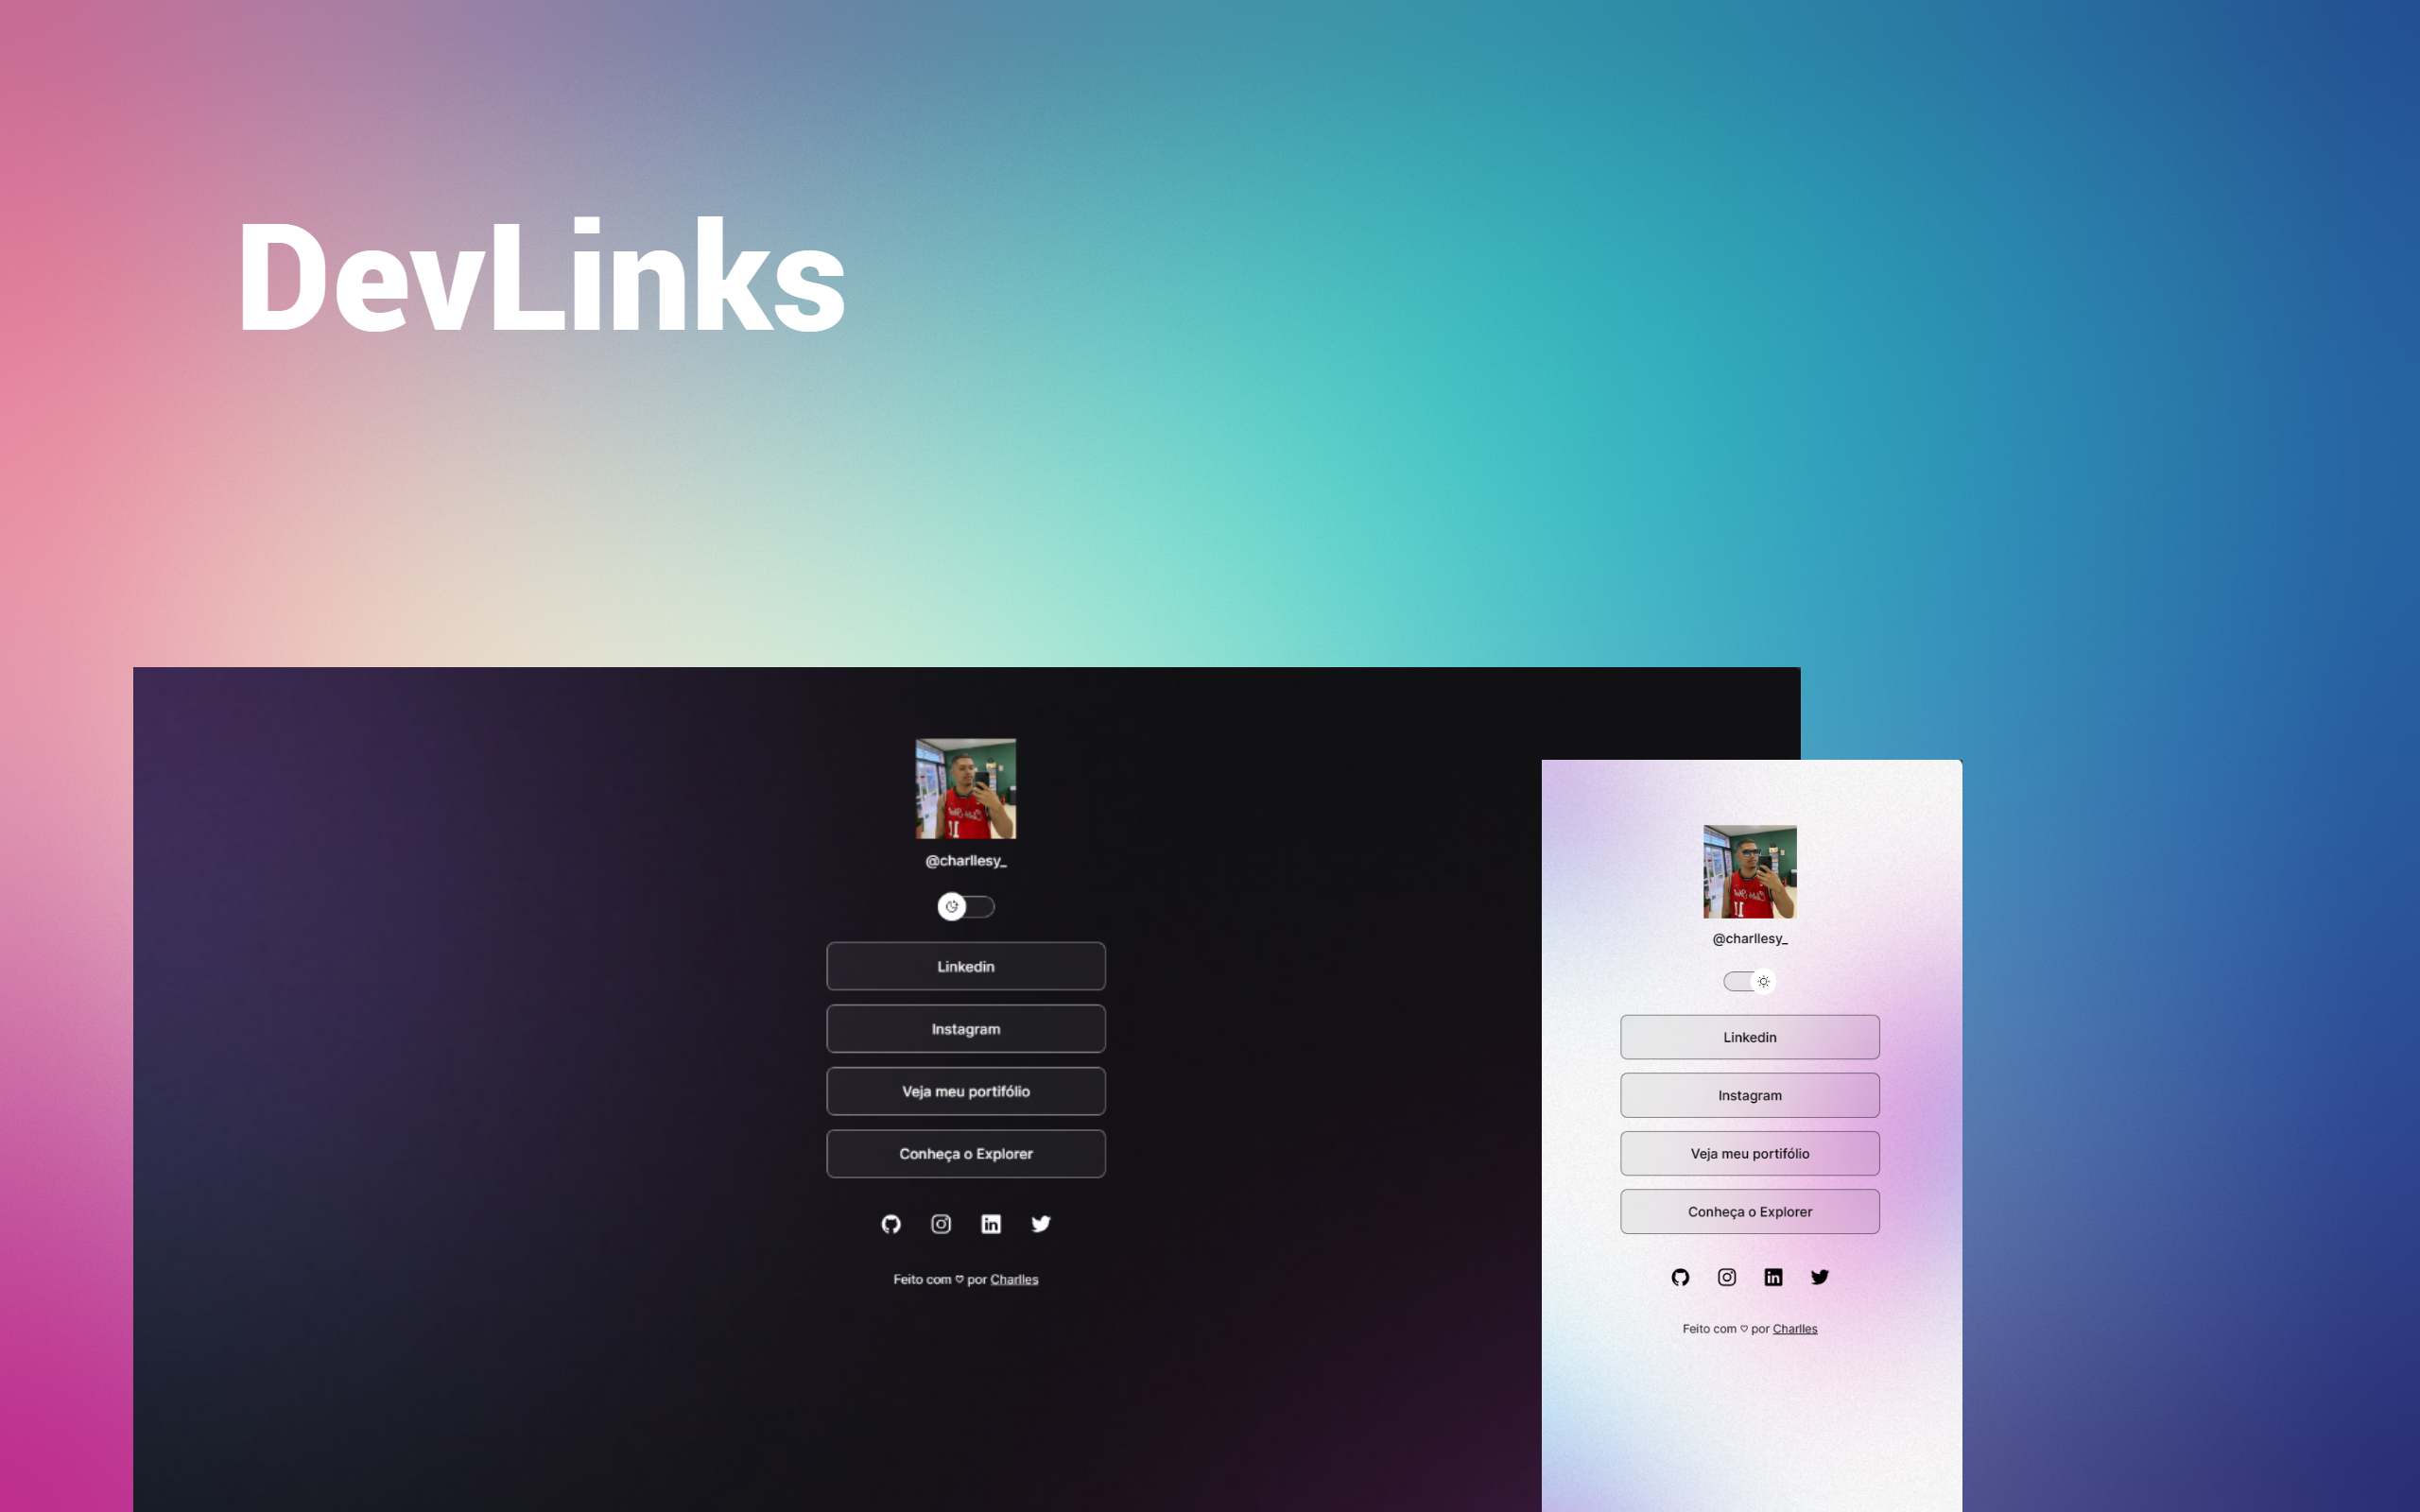 DevLinks
@charllesy_
Linkedin
Instagram
Veja meu portifólio
Conheça o Explorer
Feito com ♡ por Charlles
@charllesy_
Linkedin
Instagram
Veja meu portifólio
Conheça o Explorer
Feito com ♡ por Charlles